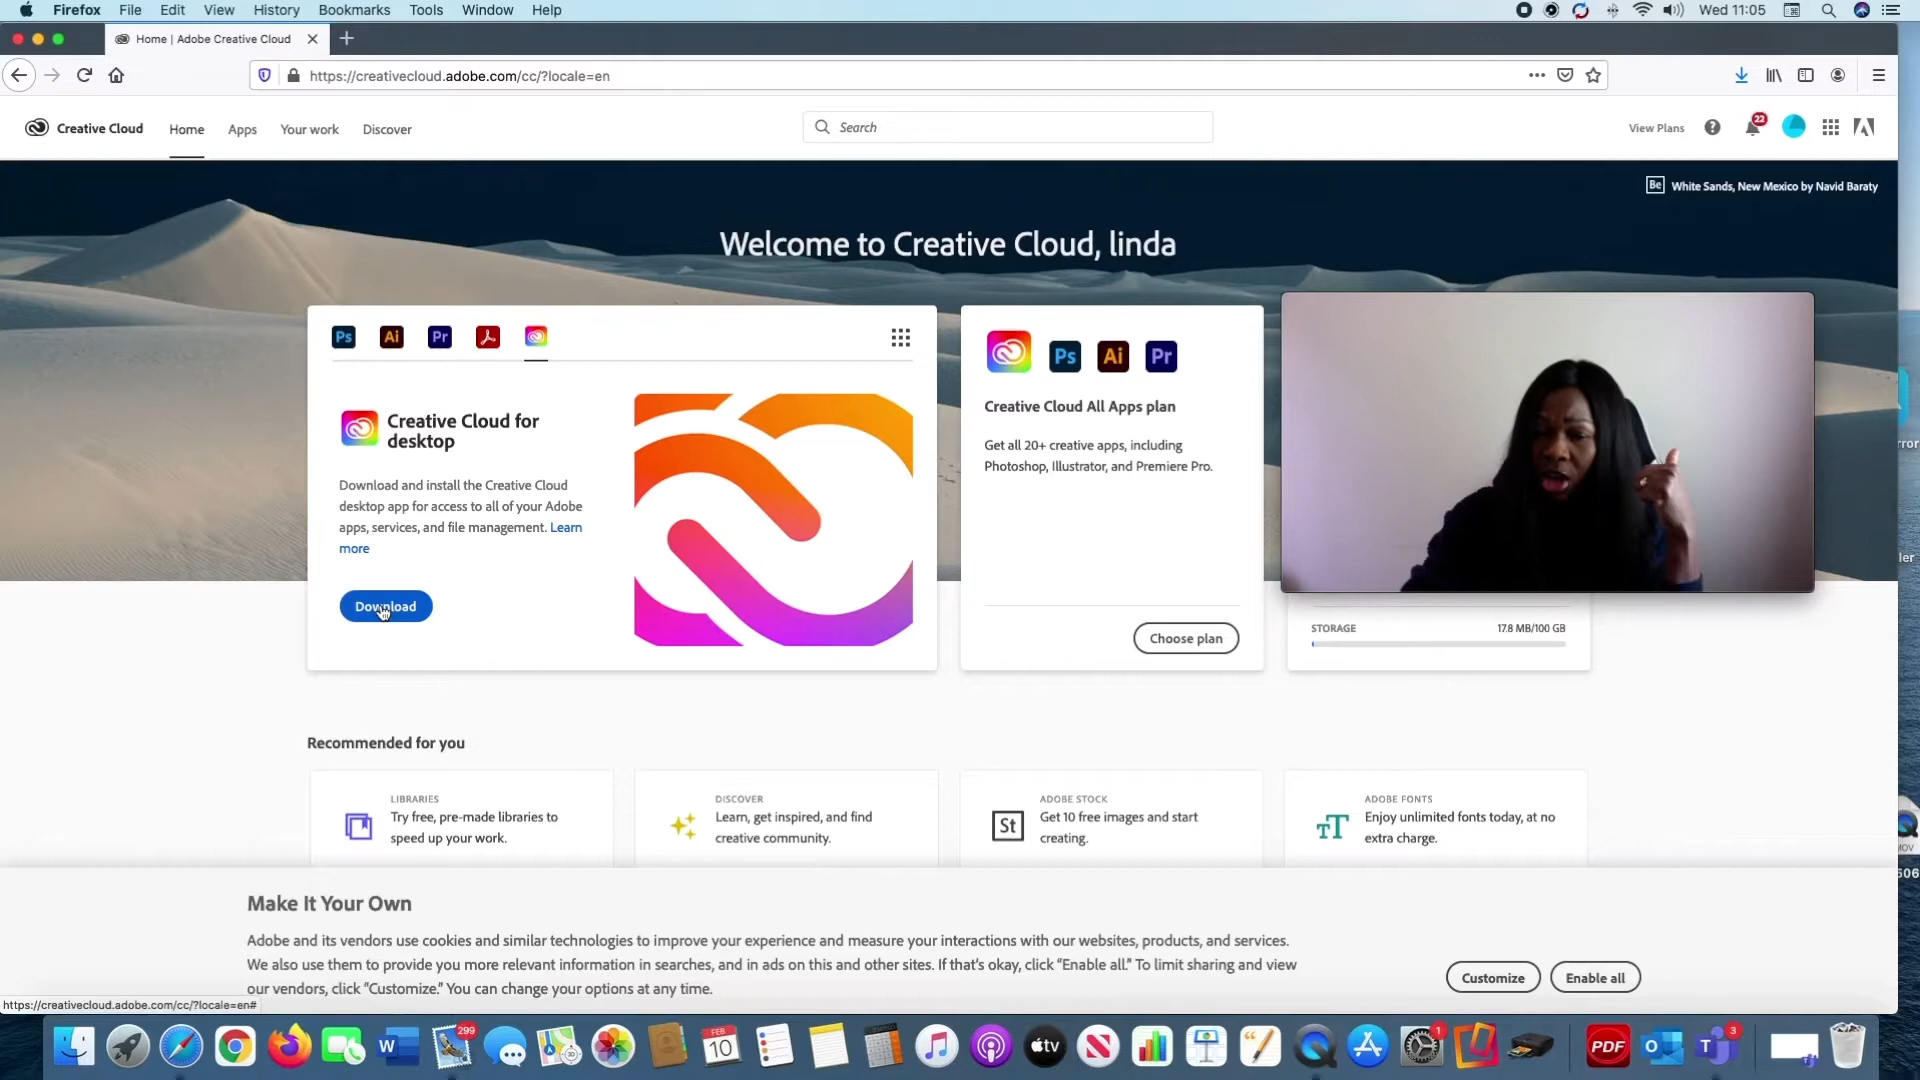 Firefox File Edit View History Bookmarks Tools Window Help Wed 11:05
Home | Adobe Creative Cloud
https://creativecloud.adobe.com/cc/?locale=en
Creative Cloud Home Apps Your work Discover Search View Plans 22
Be White Sands, New Mexico by Navid Baraty
Welcome to Creative Cloud, linda
Ps Ai Pr
Creative Cloud for
desktop
Download and install the Creative Cloud
desktop app for access to all of your Adobe
apps, services, and file management. Learn
more
Download
Ps Ai Pr
Creative Cloud All Apps plan
Get all 20+ creative apps, including
Photoshop, Illustrator, and Premiere Pro.
Choose plan
STORAGE 17.8 MB/100 GB
Recommended for you
LIBRARIES
Try free, pre-made libraries to
speed up your work.
DISCOVER
Learn, get inspired, and find
creative community.
St
ADOBE STOCK
Get 10 free images and start
creating.
TT
ADOBE FONTS
Enjoy unlimited fonts today, at no
extra charge.
Make It Your Own
Adobe and its vendors use cookies and similar technologies to improve your experience and measure your interactions with our websites, products, and services.
We also use them to provide you more relevant information in searches, and in ads on this and other sites. If that's okay, click “Enable all.” To limit sharing and view
our vendors, click “Customize.” You can change your options at any time.
Customize Enable all
https://creativecloud.adobe.com/cc/?locale=en#
rror
ler
MOV
506
W 299 FEB 10 tv 1 PDF O T 3